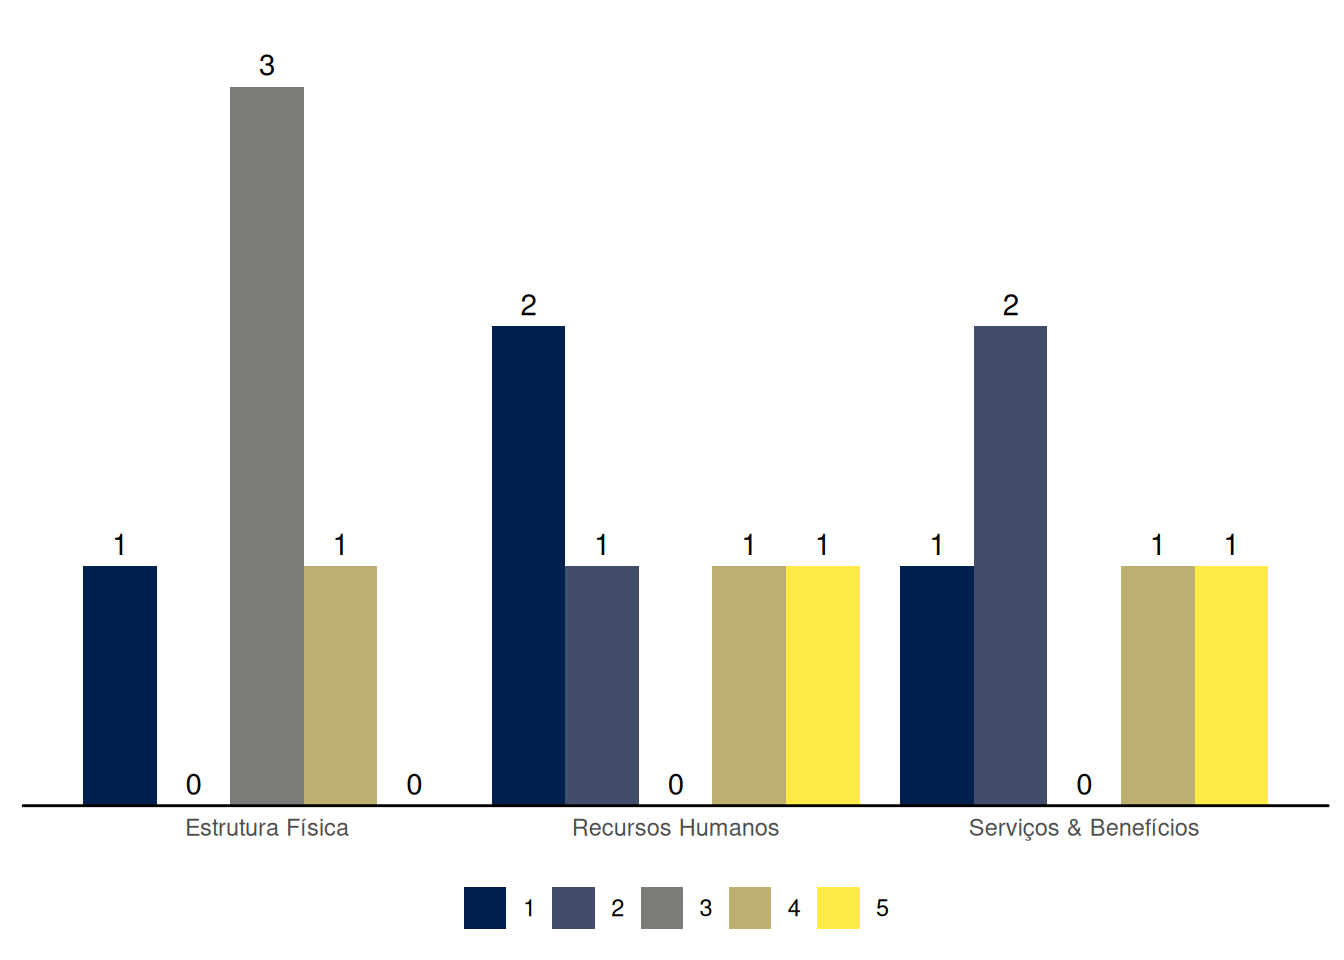 3
2 2
1 1 1 1 1 1 1 1
0 0 0 0
Estrutura Física Recursos Humanos Serviços & Benefícios
1 2 3 4 5